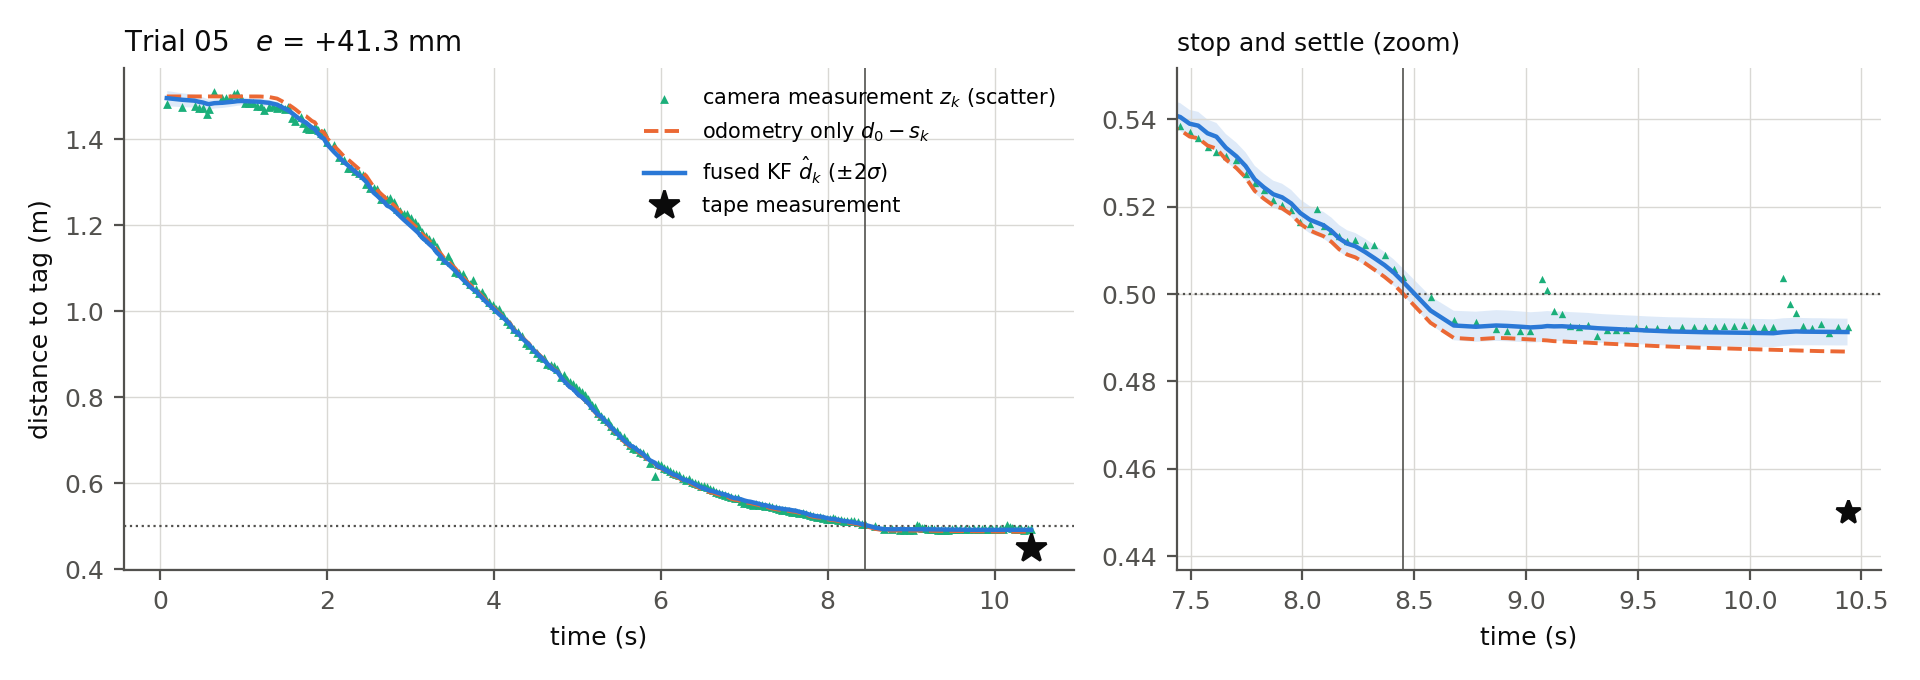 Trial 05   e = +41.3 mm
camera measurement z_k (scatter)
odometry only d_0 − s_k
fused KF d̂_k (±2σ)
tape measurement
distance to tag (m)
1.4
1.2
1.0
0.8
0.6
0.4
0 2 4 6 8 10
time (s)
stop and settle (zoom)
0.54
0.52
0.50
0.48
0.46
0.44
7.5 8.0 8.5 9.0 9.5 10.0 10.5
time (s)